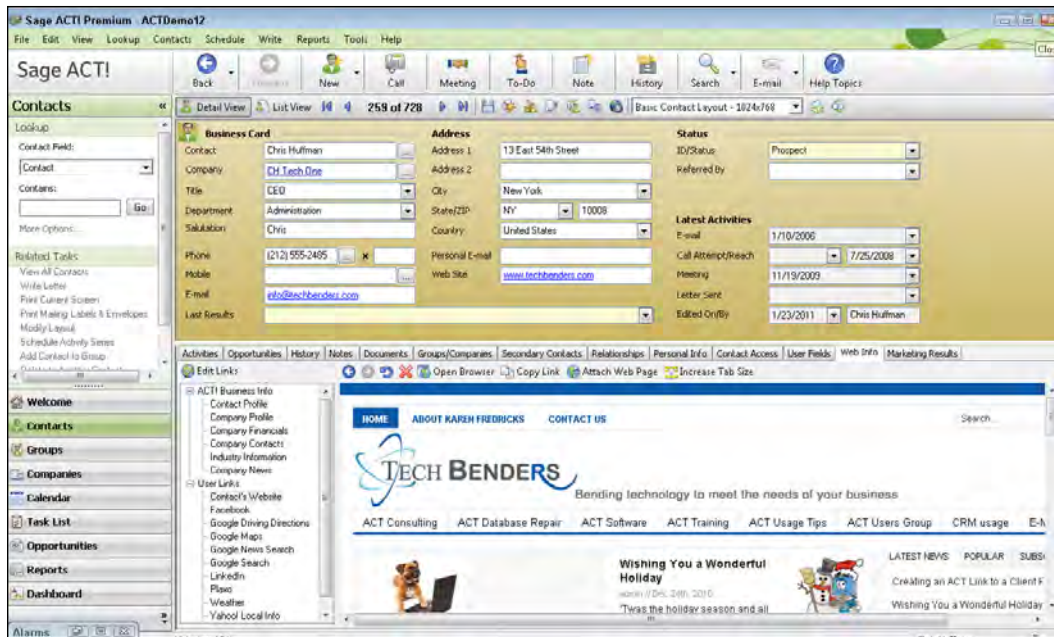 Sage ACT! Premium - ACTDemo12
File Edit View Lookup Contacts Schedule Write Reports Tools Help
Clo
Sage ACT!
Back New Call Meeting To-Do Note History Search E-mail Help Topics
Contacts
Detail View List View 259 of 728 Basic Contact Layout - 1024x768
Lookup
Contact Field:
Contact
Contains:
Go
More Options...
Related Tasks
View All Contacts
Write Letter
Print Current Screen
Print Mailing Labels & Envelopes
Modify Layout
Schedule Activity Series
Add Contact to Group
Business Card
Contact Chris Huffman
Company CH Tech One
Title CEO
Department Administration
Salutation Chris
Phone (212) 555-2485 x
Mobile
E-mail info@techbenders.com
Last Results
Address
Address 1 13 East 54th Street
Address 2
City New York
State/ZIP NY 10008
Country United States
Personal E-mail
Web Site www.techbenders.com
Status
ID/Status Prospect
Referred By
Latest Activities
E-mail 1/10/2006
Call Attempt/Reach 7/25/2008
Meeting 11/19/2009
Letter Sent
Edited On/By 1/23/2011 Chris Huffman
Activities Opportunities History Notes Documents Groups/Companies Secondary Contacts Relationships Personal Info Contact Access User Fields Web Info Marketing Results
Edit Links Open Browser Copy Link Attach Web Page Increase Tab Size
ACT! Business Info
Contact Profile
Company Profile
Company Financials
Company Contacts
Industry Information
Company News
User Links
Contact's Website
Facebook
Google Driving Directions
Google Maps
Google News Search
Google Search
LinkedIn
Plaxo
Weather
Yahoo! Local Info
Welcome
Contacts
Groups
Companies
Calendar
Task List
Opportunities
Reports
Dashboard
Alarms
HOME ABOUT KAREN FREDRICKS CONTACT US Search...
TECH BENDERS
Bending technology to meet the needs of your business
ACT Consulting ACT Database Repair ACT Software ACT Training ACT Usage Tips ACT Users Group CRM usage E-M
Wishing You a Wonderful
Holiday
admin // Dec 24th, 2010
'Twas the holiday season and all
LATEST NEWS POPULAR SUBS
Creating an ACT Link to a Client F
Wishing You a Wonderful Holiday